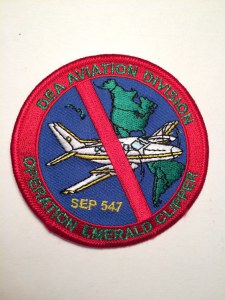 DEA AVIATION DIVISION
SEP 547
OPERATION EMERALD CLIPPER